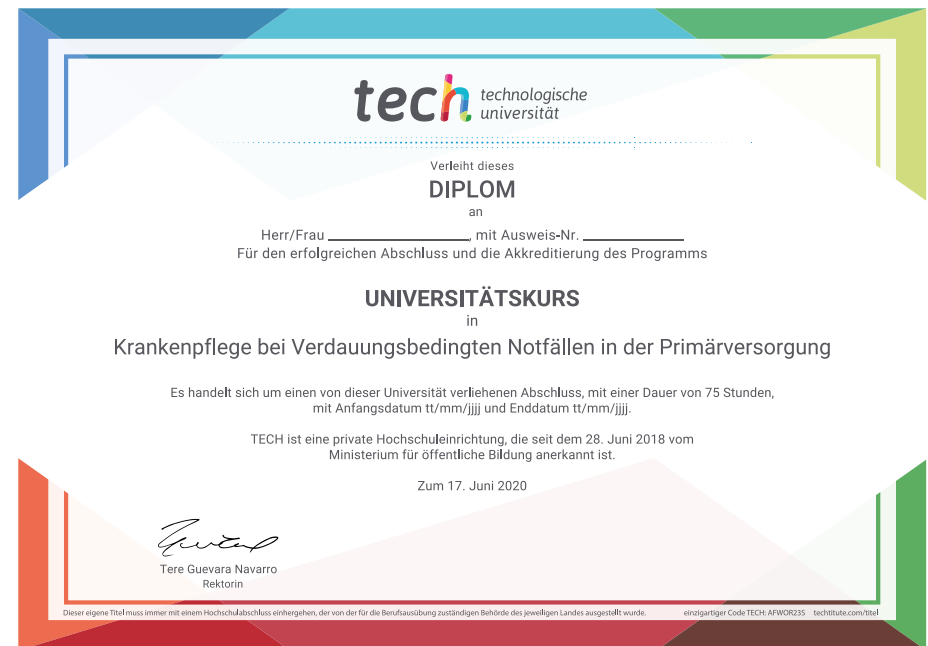 tech technologische
universität
Verleiht dieses
DIPLOM
an
Herr/Frau ____________________, mit Ausweis-Nr. ______________
Für den erfolgreichen Abschluss und die Akkreditierung des Programms
UNIVERSITÄTSKURS
in
Krankenpflege bei Verdauungsbedingten Notfällen in der Primärversorgung
Es handelt sich um einen von dieser Universität verliehenen Abschluss, mit einer Dauer von 75 Stunden,
mit Anfangsdatum tt/mm/jjjj und Enddatum tt/mm/jjjj.
TECH ist eine private Hochschuleinrichtung, die seit dem 28. Juni 2018 vom
Ministerium für öffentliche Bildung anerkannt ist.
Zum 17. Juni 2020
Tere Guevara Navarro
Rektorin
Dieser eigene Titel muss immer mit einem Hochschulabschluss einhergehen, der von der für die Berufsausübung zuständigen Behörde des jeweiligen Landes ausgestellt wurde. einzigartiger Code TECH: AFWOR23S techtitute.com/titel